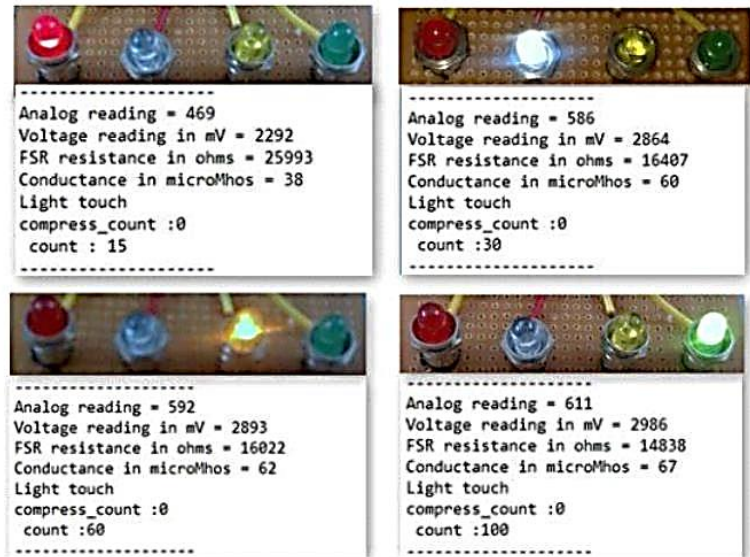 ---------------------
Analog reading = 469
Voltage reading in mV = 2292
FSR resistance in ohms = 25993
Conductance in microMhos = 38
Light touch
compress_count :0
count : 15
---------------------
---------------------
Analog reading = 586
Voltage reading in mV = 2864
FSR resistance in ohms = 16407
Conductance in microMhos = 60
Light touch
compress_count :0
count :30
---------------------
---------------------
Analog reading = 592
Voltage reading in mV = 2893
FSR resistance in ohms = 16022
Conductance in microMhos = 62
Light touch
compress_count :0
count :60
---------------------
---------------------
Analog reading = 611
Voltage reading in mV = 2986
FSR resistance in ohms = 14838
Conductance in microMhos = 67
Light touch
compress_count :0
count :100
---------------------